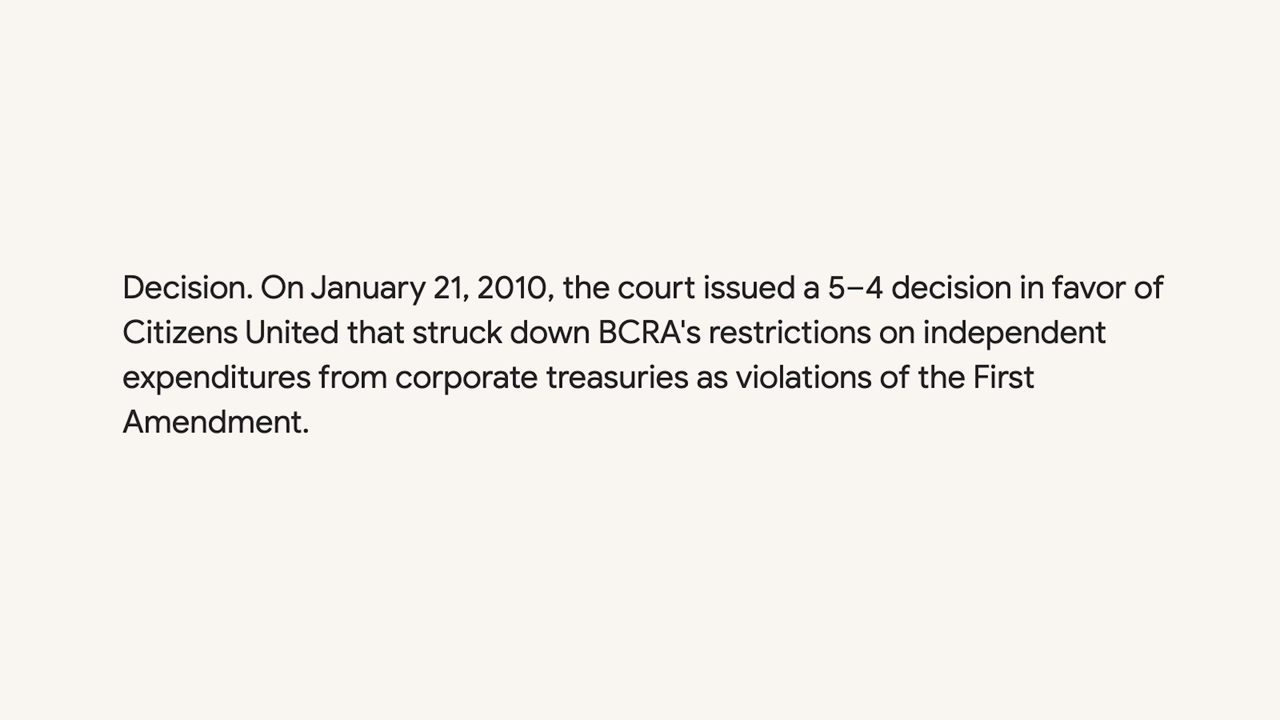 Decision. On January 21, 2010, the court issued a 5–4 decision in favor of
Citizens United that struck down BCRA's restrictions on independent
expenditures from corporate treasuries as violations of the First
Amendment.